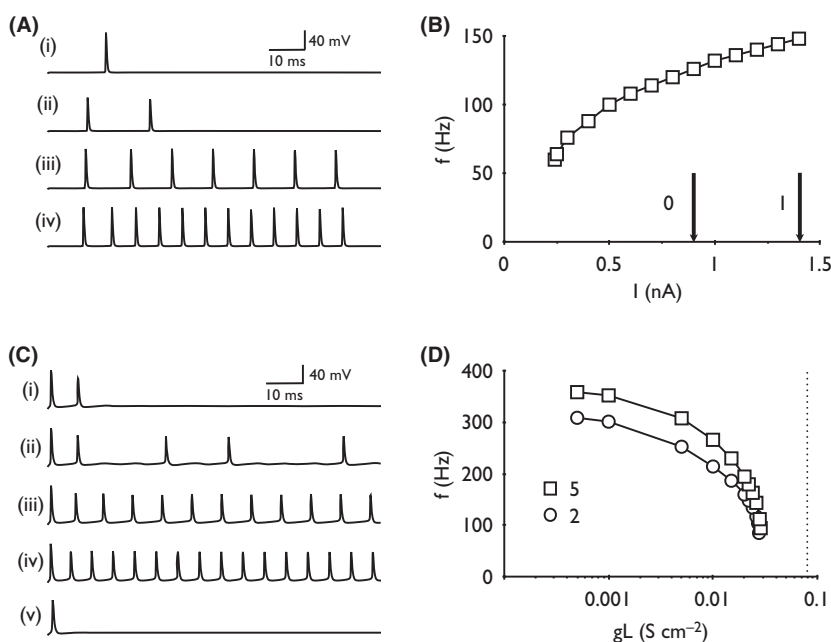 (A)
(i)
40 mV
10 ms
(ii)
(iii)
(iv)
(B)
150
100
50
0
f (Hz)
0 1
0 0.5 1 1.5
I (nA)
(C)
(i)
40 mV
10 ms
(ii)
(iii)
(iv)
(v)
(D)
400
300
200
100
0
f (Hz)
5
2
0.001 0.01 0.1
gL (S cm⁻²)